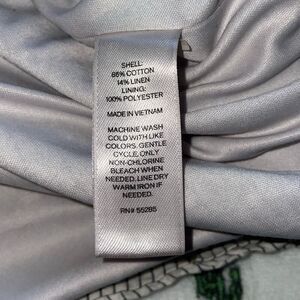 SHELL:
86% COTTON
14% LINEN
LINING:
100% POLYESTER
MADE IN VIETNAM
MACHINE WASH
COLD WITH LIKE
COLORS. GENTLE
CYCLE. ONLY
NON-CHLORINE
BLEACH WHEN
NEEDED. LINE DRY
WARM IRON IF
NEEDED.
RN# 55285